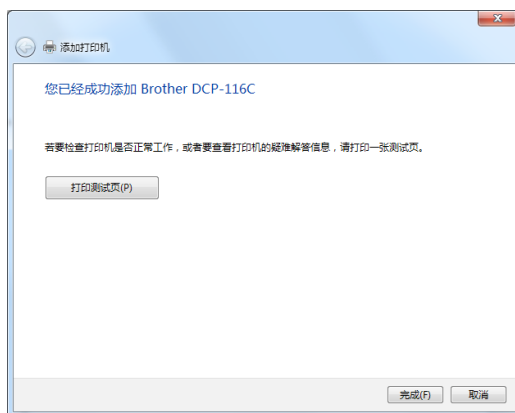 添加打印机
您已经成功添加 Brother DCP-116C
若要检查打印机是否正常工作，或者要查看打印机的疑难解答信息，请打印一张测试页。
打印测试页(P)
完成(F) 取消